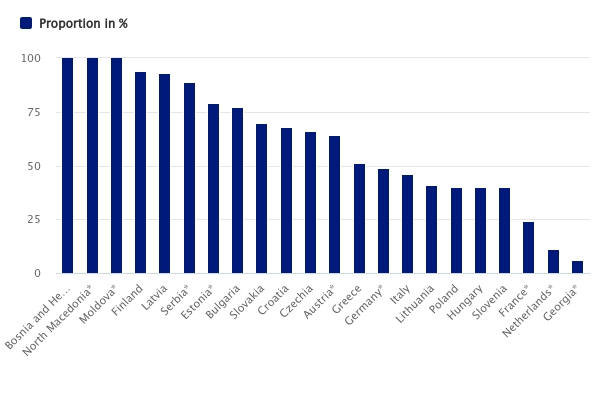 Proportion in %
100
75
50
25
0
Bosnia and He...
North Macedonia*
Moldova*
Finland
Latvia
Serbia*
Estonia*
Bulgaria
Slovakia
Croatia
Czechia
Austria*
Greece
Germany*
Italy
Lithuania
Poland
Hungary
Slovenia
France*
Netherlands*
Georgia*